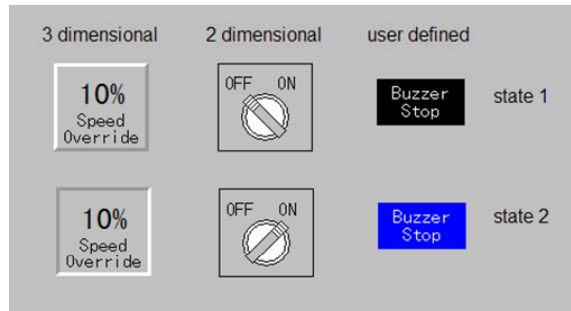 3 dimensional 2 dimensional user defined
10%
Speed
Override
OFF ON
Buzzer
Stop
state 1
10%
Speed
Override
OFF ON
Buzzer
Stop
state 2